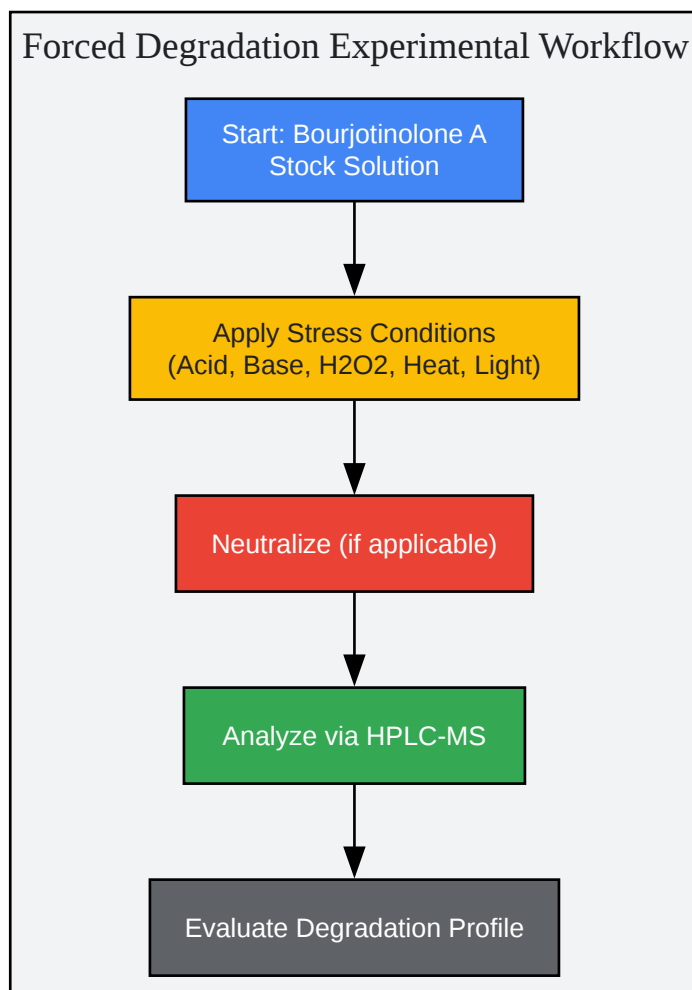 Forced Degradation Experimental Workflow
Start: Bourjotinolone A
Stock Solution
Apply Stress Conditions
(Acid, Base, H2O2, Heat, Light)
Neutralize (if applicable)
Analyze via HPLC-MS
Evaluate Degradation Profile